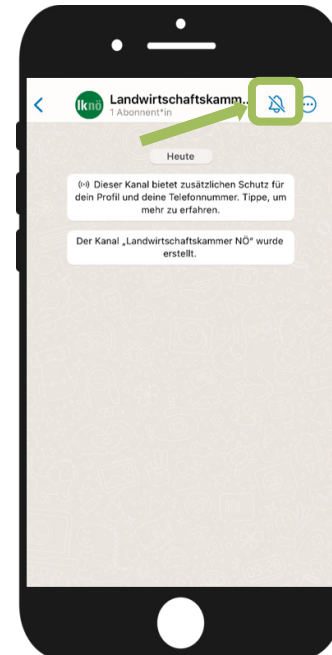 lknö
Landwirtschaftskamm...
1 Abonnent*in
Heute
Dieser Kanal bietet zusätzlichen Schutz für
dein Profil und deine Telefonnummer. Tippe, um
mehr zu erfahren.
Der Kanal „Landwirtschaftskammer NÖ" wurde
erstellt.